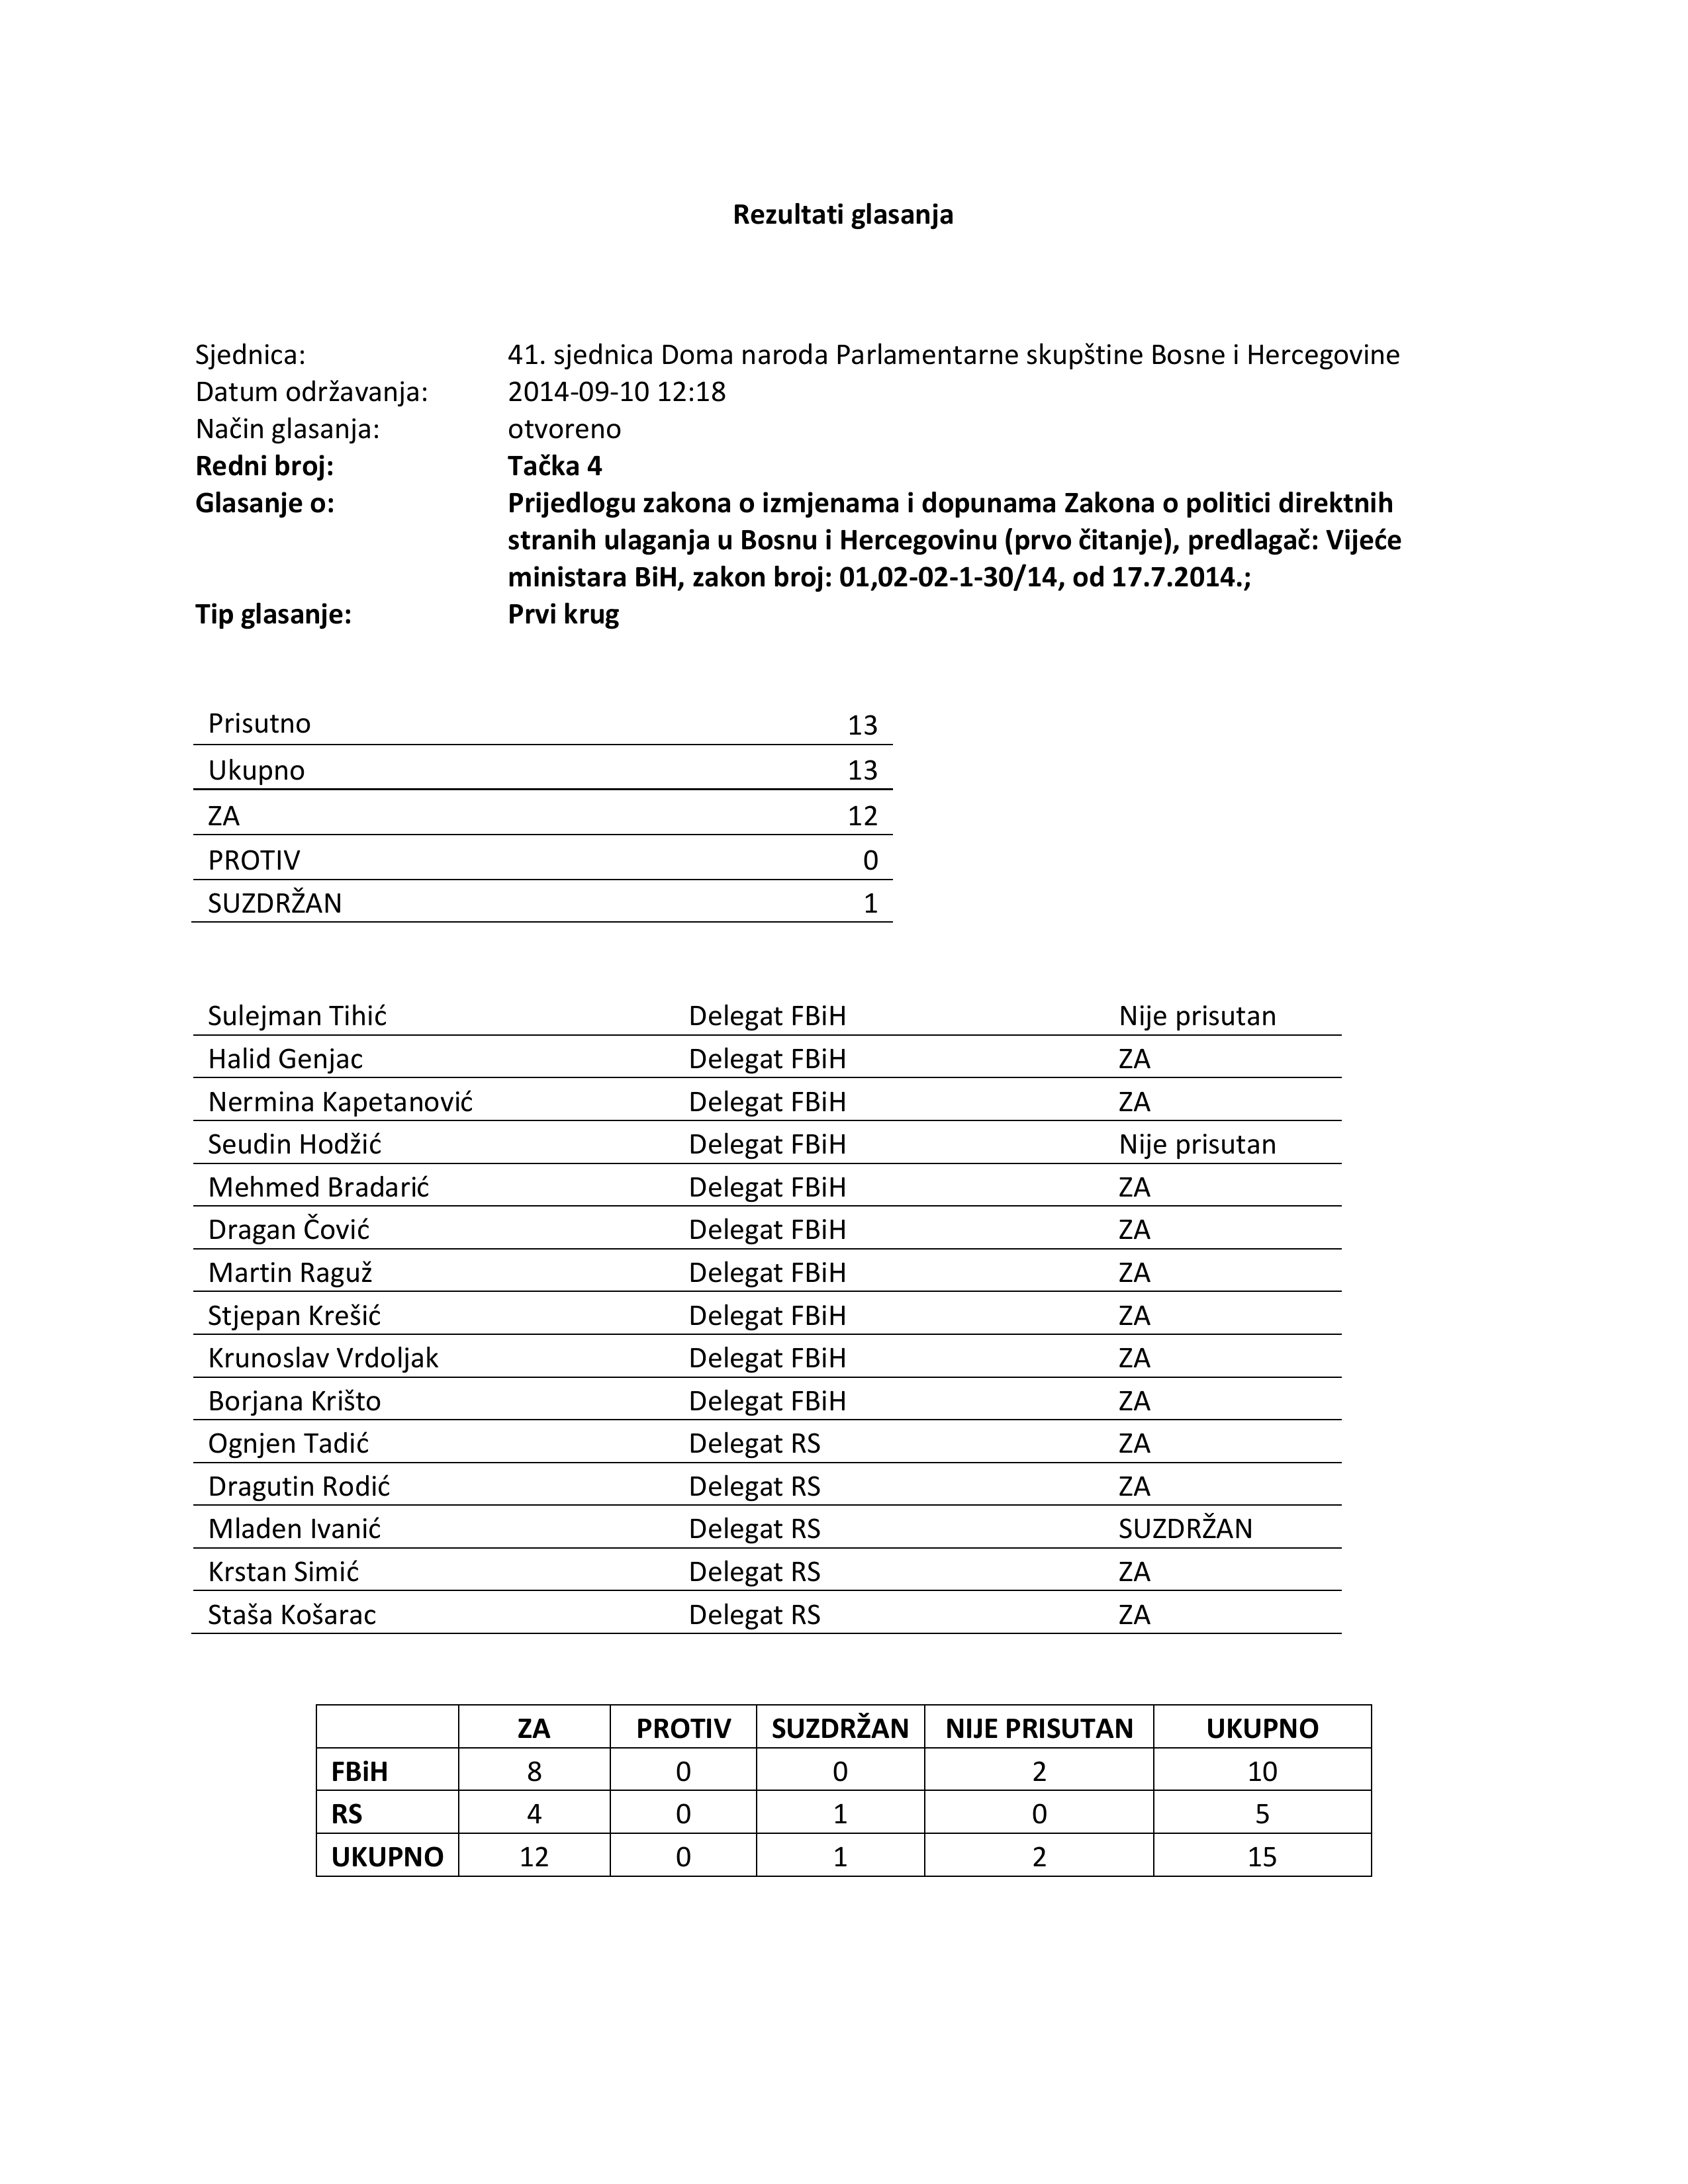 Rezultati glasanja
Sjednica: 41. sjednica Doma naroda Parlamentarne skupštine Bosne i Hercegovine
Datum održavanja: 2014-09-10 12:18
Način glasanja: otvoreno
Redni broj: Tačka 4
Glasanje o: Prijedlogu zakona o izmjenama i dopunama Zakona o politici direktnih
stranih ulaganja u Bosnu i Hercegovinu (prvo čitanje), predlagač: Vijeće
ministara BiH, zakon broj: 01,02-02-1-30/14, od 17.7.2014.;
Tip glasanje: Prvi krug
Prisutno 13
Ukupno 13
ZA 12
PROTIV 0
SUZDRŽAN 1
Sulejman Tihić Delegat FBiH Nije prisutan
Halid Genjac Delegat FBiH ZA
Nermina Kapetanović Delegat FBiH ZA
Seudin Hodžić Delegat FBiH Nije prisutan
Mehmed Bradarić Delegat FBiH ZA
Dragan Čović Delegat FBiH ZA
Martin Raguž Delegat FBiH ZA
Stjepan Krešić Delegat FBiH ZA
Krunoslav Vrdoljak Delegat FBiH ZA
Borjana Krišto Delegat FBiH ZA
Ognjen Tadić Delegat RS ZA
Dragutin Rodić Delegat RS ZA
Mladen Ivanić Delegat RS SUZDRŽAN
Krstan Simić Delegat RS ZA
Staša Košarac Delegat RS ZA
ZA PROTIV SUZDRŽAN NIJE PRISUTAN UKUPNO
FBiH 8 0 0 2 10
RS 4 0 1 0 5
UKUPNO 12 0 1 2 15